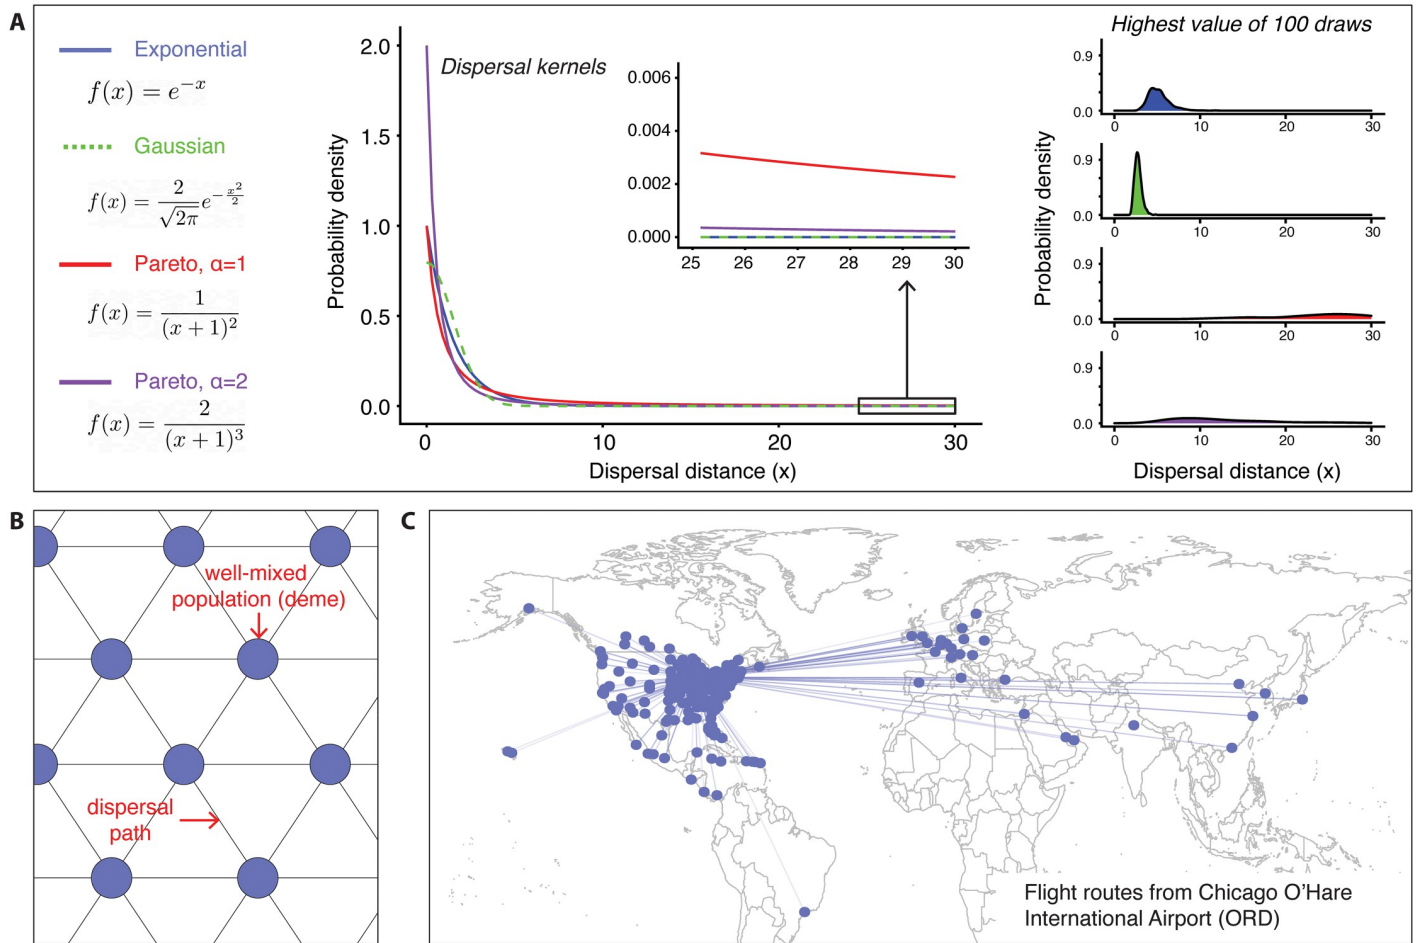 A
Exponential
f(x) = e^{-x}
Gaussian
f(x) = \frac{2}{\sqrt{2\pi}} e^{-\frac{x^2}{2}}
Pareto, α=1
f(x) = \frac{1}{(x+1)^2}
Pareto, α=2
f(x) = \frac{2}{(x+1)^3}
Dispersal kernels
Probability density
2.0
1.5
1.0
0.5
0.0
0
10
20
30
Dispersal distance (x)
0.006
0.004
0.002
0.000
25
26
27
28
29
30
Highest value of 100 draws
Probability density
0.9
0.0
0
10
20
30
0.9
0.0
0
10
20
30
0.9
0.0
0
10
20
30
0.9
0.0
0
10
20
30
Dispersal distance (x)
B
well-mixed
population (deme)
dispersal
path
C
Flight routes from Chicago O’Hare
International Airport (ORD)